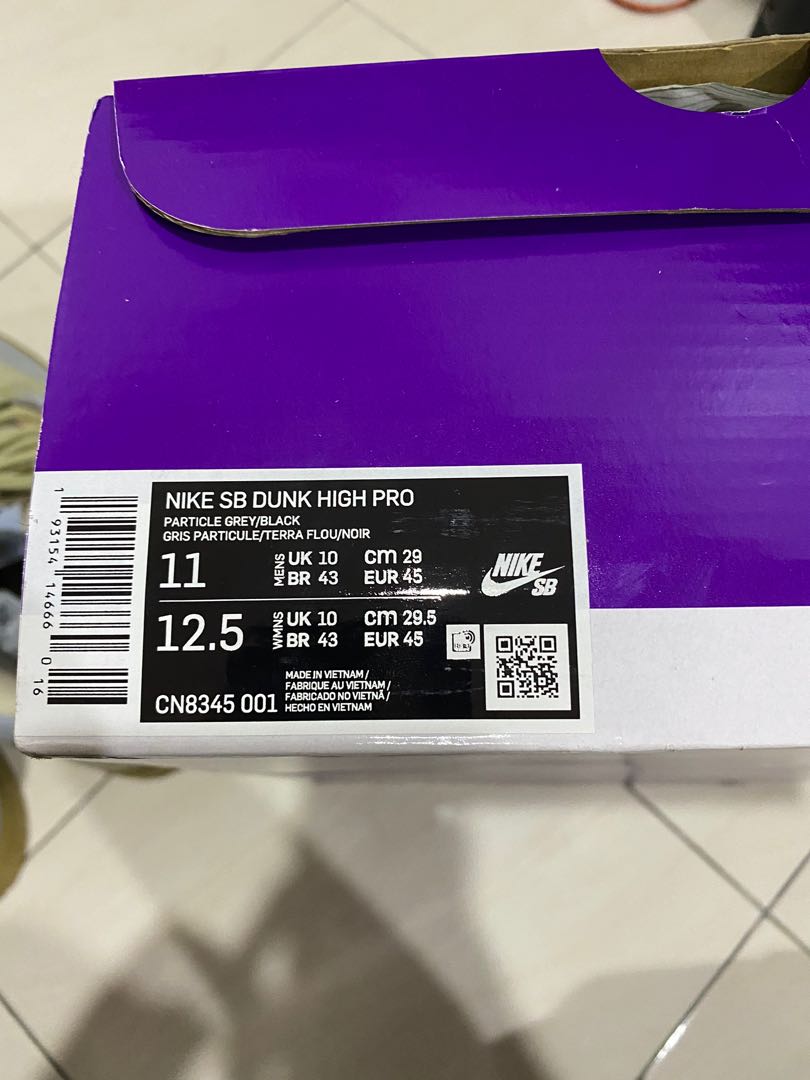 NIKE SB DUNK HIGH PRO
PARTICLE GREY/BLACK
GRIS PARTICULE/TERRA FLOU/NOIR
11 MENS UK 10 cm 29
BR 43 EUR 45
12.5 WMNS UK 10 cm 29.5
BR 43 EUR 45
NIKE
SB
CN8345 001
MADE IN VIETNAM /
FABRIQUE AU VIETNAM /
FABRICADO NO VIETNÃ /
HECHO EN VIETNAM
1 93154 14666 0 16